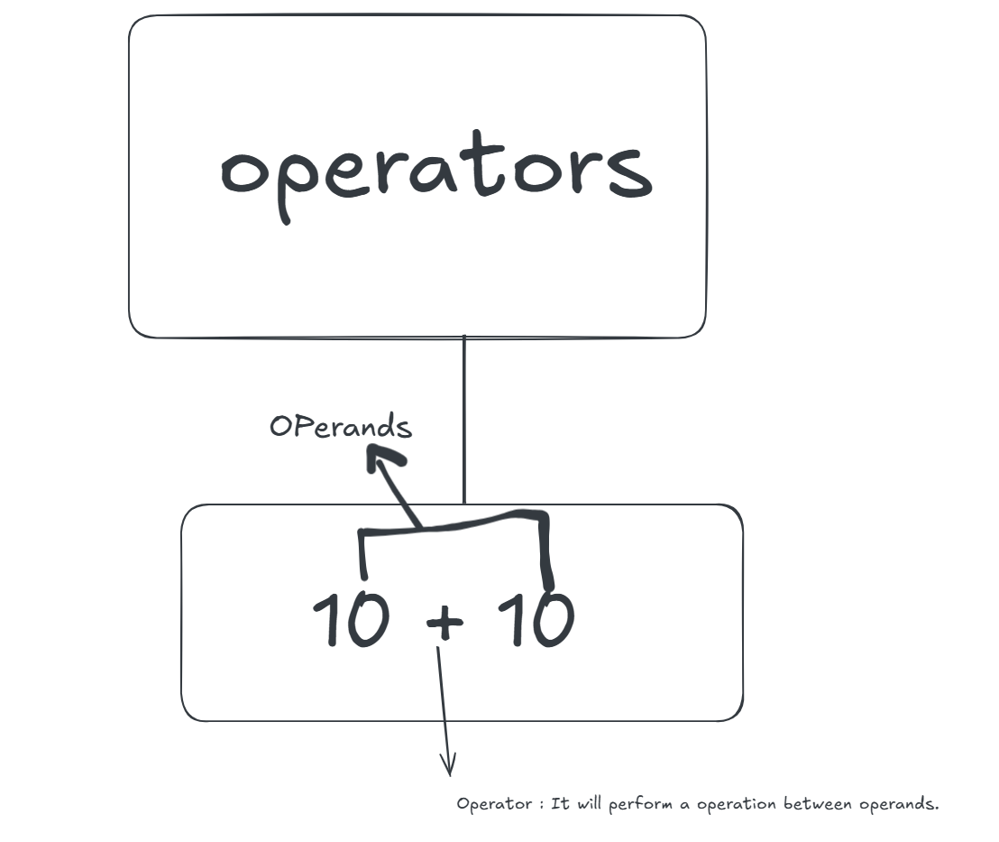 operators
OPerands
10 + 10
Operator : It will perform a operation between operands.